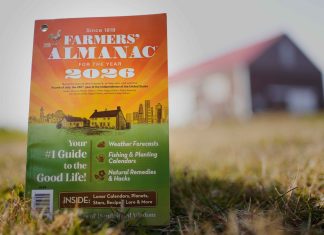 Since 1818
FARMERS'
ALMANAC
FOR THE YEAR
2026
Your
#1 Guide
to the
Good Life!
Weather Forecasts
Fishing & Planting
Calendars
Natural Remedies
& Hacks
INSIDE:
Lunar Calendars, Planets,
Stars, Recipes, Lore & More